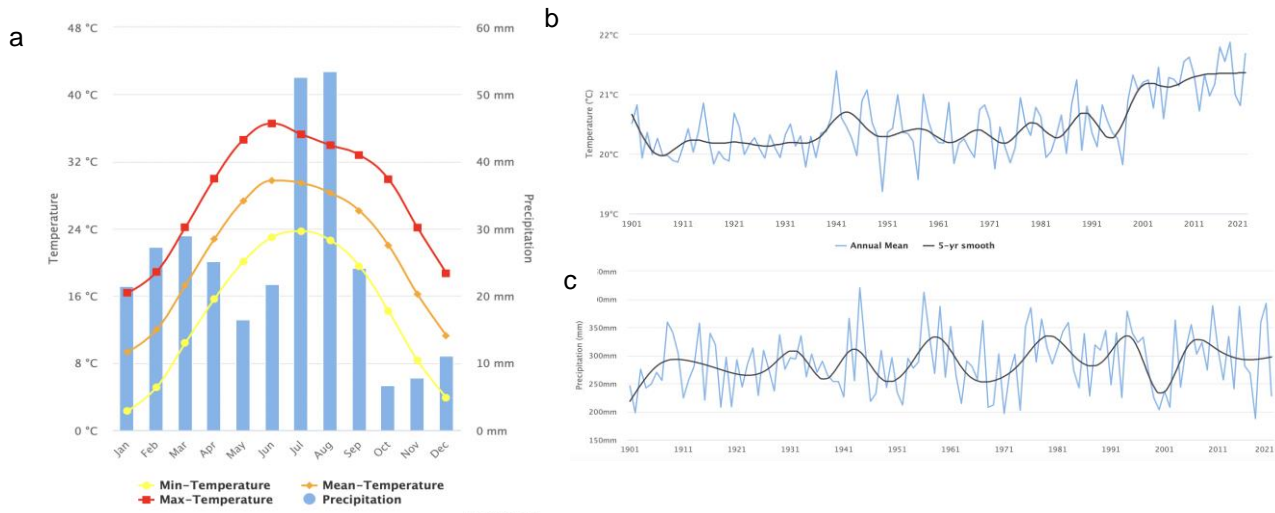 a
48 °C
40 °C
32 °C
24 °C
16 °C
8 °C
0 °C
Temperature
60 mm
50 mm
40 mm
30 mm
20 mm
10 mm
0 mm
Precipitation
Jan Feb Mar Apr May Jun Jul Aug Sep Oct Nov Dec
Min-Temperature Mean-Temperature
Max-Temperature Precipitation
b
22°C
21°C
20°C
19°C
Temperature (°C)
1901 1911 1921 1931 1941 1951 1961 1971 1981 1991 2001 2011 2021
Annual Mean 5-yr smooth
c
350mm
300mm
250mm
200mm
150mm
Precipitation (mm)
1901 1911 1921 1931 1941 1951 1961 1971 1981 1991 2001 2011 2021